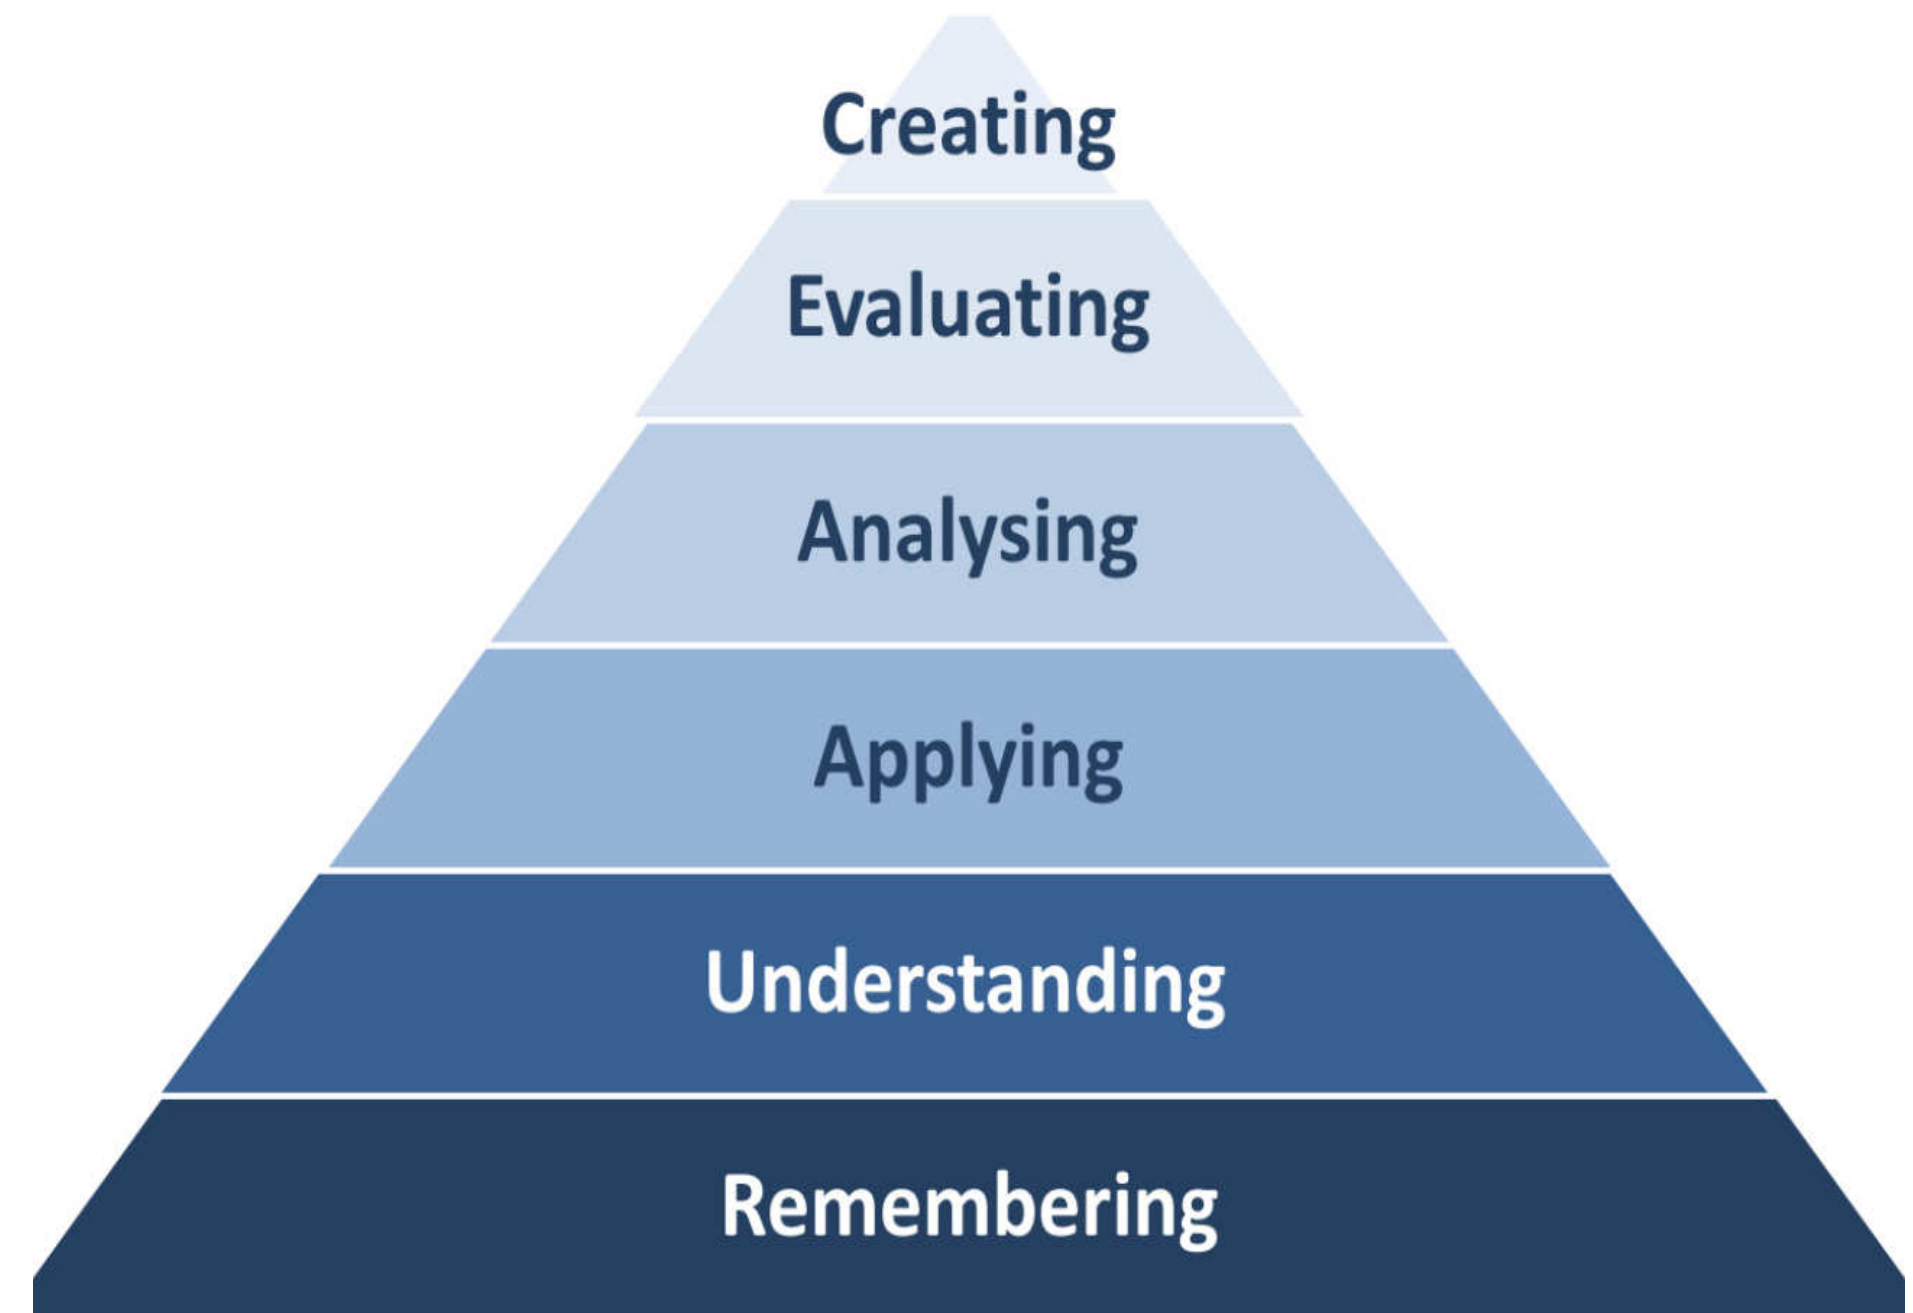 Creating
Evaluating
Analysing
Applying
Understanding
Remembering